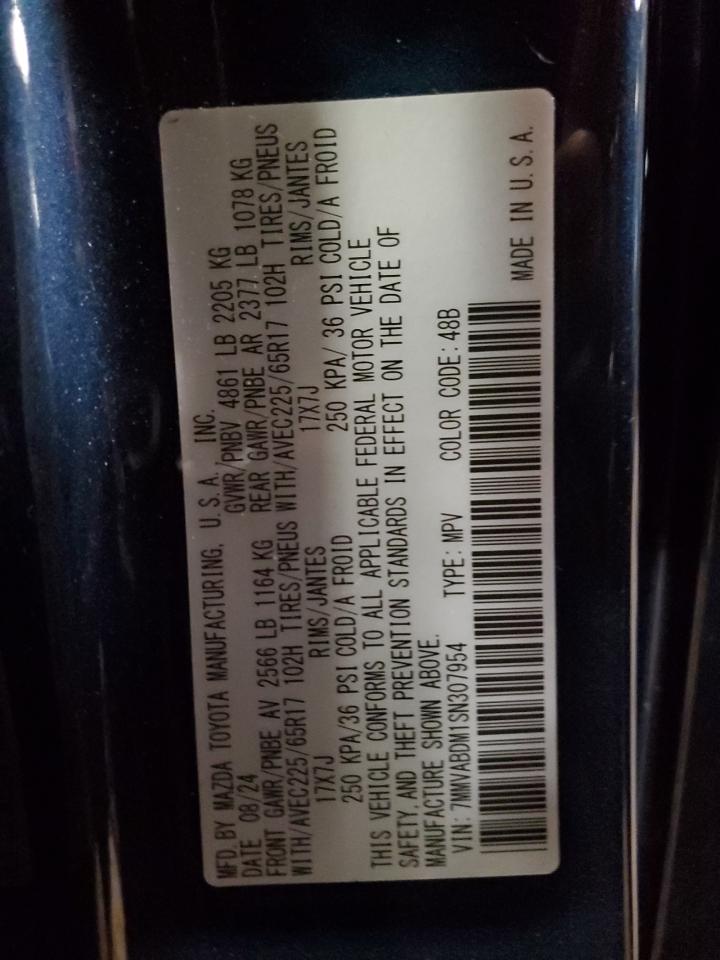 MFD. BY MAZDA TOYOTA MANUFACTURING, U.S.A. INC.
DATE 08/24 GVWR/PNBV 4861 LB 2205 KG
FRONT GAWR/PNBE AV 2566 LB 1164 KG REAR GAWR/PNBE AR 2377 LB 1078 KG
WITH/AVEC225/65R17 102H TIRES/PNEUS WITH/AVEC225/65R17 102H TIRES/PNEUS
17X7J RIMS/JANTES 17X7J RIMS/JANTES
250 KPA/36 PSI COLD/A FROID 250 KPA/ 36 PSI COLD/A FROID
THIS VEHICLE CONFORMS TO ALL APPLICABLE FEDERAL MOTOR VEHICLE
SAFETY, AND THEFT PREVENTION STANDARDS IN EFFECT ON THE DATE OF
MANUFACTURE SHOWN ABOVE.
VIN: 7MMVABDM1SN307954 TYPE: MPV COLOR CODE: 48B
MADE IN U.S.A.